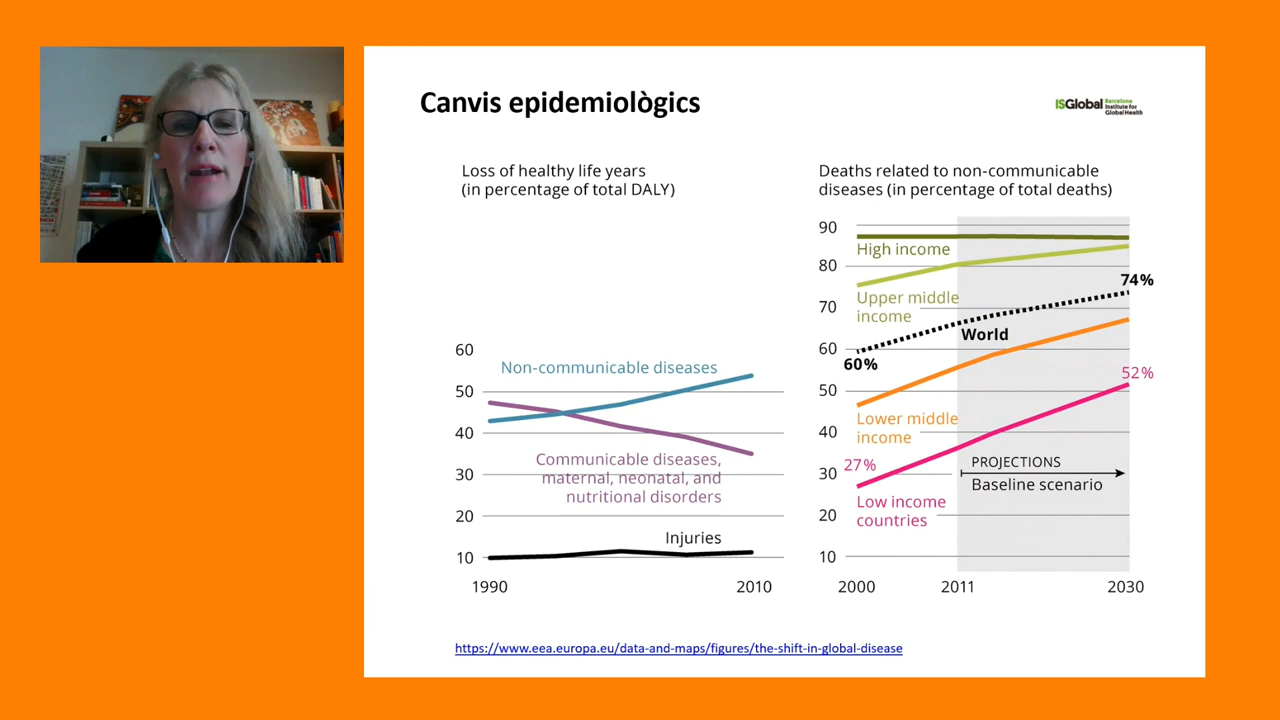 Canvis epidemiològics
ISGlobal Barcelona
Institute for
Global Health
Loss of healthy life years
(in percentage of total DALY)
60
50
40
30
20
10
Non-communicable diseases
Communicable diseases,
maternal, neonatal, and
nutritional disorders
Injuries
1990
2010
Deaths related to non-communicable
diseases (in percentage of total deaths)
90
80
70
60
50
40
30
20
10
High income
Upper middle
income
74%
World
60%
52%
Lower middle
income
27%
PROJECTIONS
Baseline scenario
Low income
countries
2000
2011
2030
https://www.eea.europa.eu/data-and-maps/figures/the-shift-in-global-disease